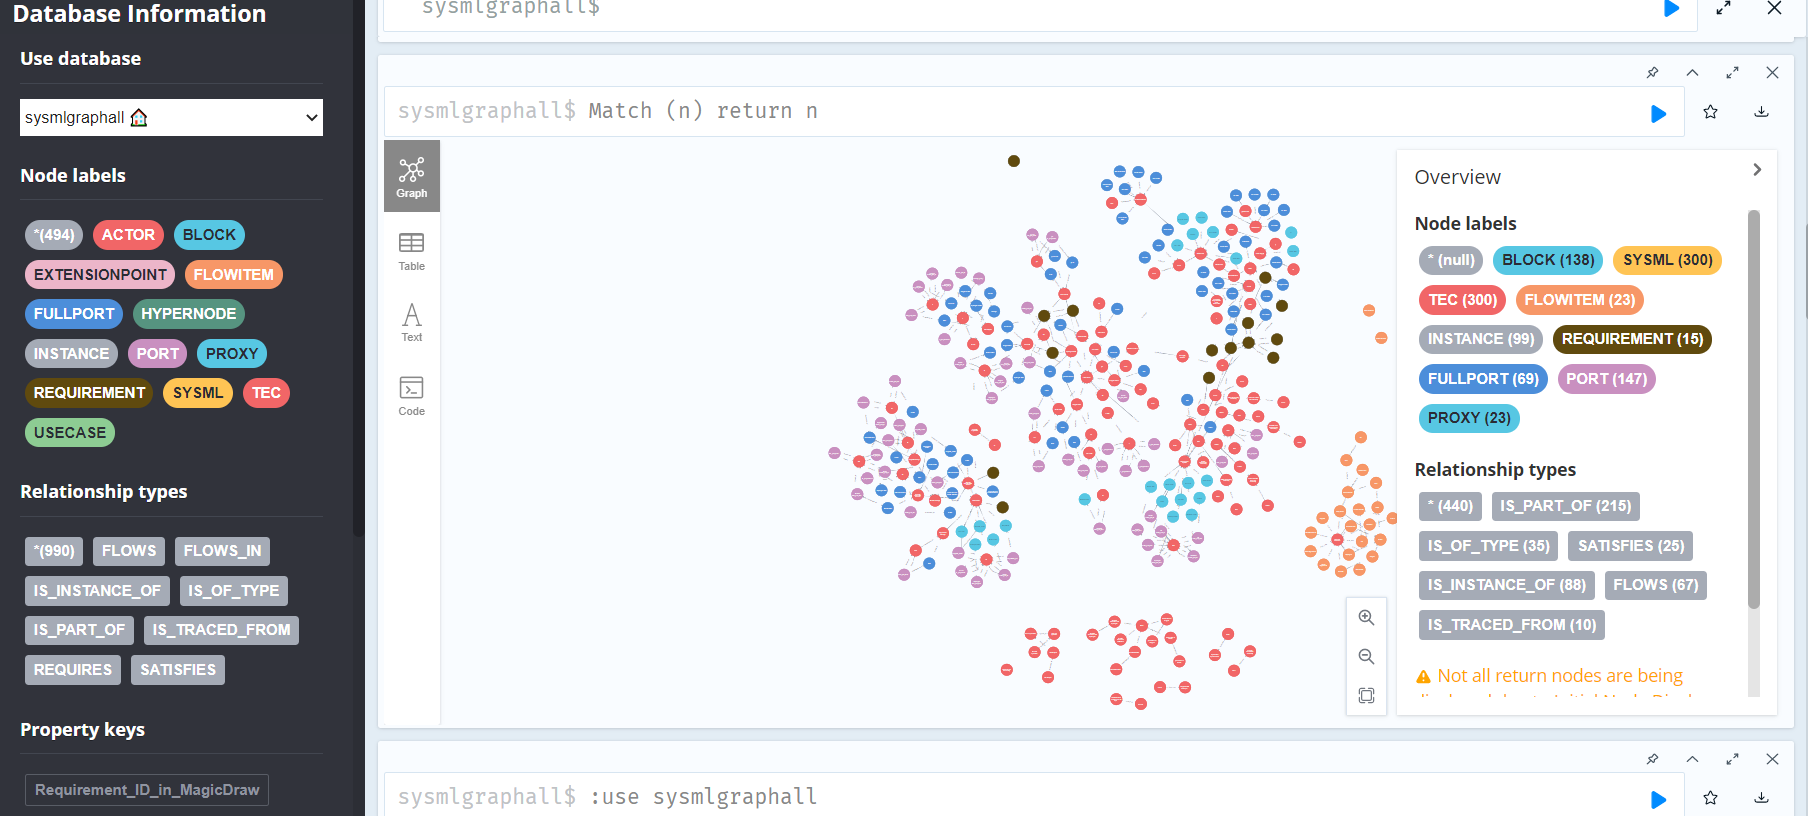 Database Information
Use database
sysmlgraphall
Node labels
*(494) ACTOR BLOCK
EXTENSIONPOINT FLOWITEM
FULLPORT HYPERNODE
INSTANCE PORT PROXY
REQUIREMENT SYSML TEC
USECASE
Relationship types
*(990) FLOWS FLOWS_IN
IS_INSTANCE_OF IS_OF_TYPE
IS_PART_OF IS_TRACED_FROM
REQUIRES SATISFIES
Property keys
Requirement_ID_in_MagicDraw
sysmlgraphall$
sysmlgraphall$ Match (n) return n
Graph
Table
A
Text
Code
Overview
Node labels
* (null) BLOCK (138) SYSML (300)
TEC (300) FLOWITEM (23)
INSTANCE (99) REQUIREMENT (15)
FULLPORT (69) PORT (147)
PROXY (23)
Relationship types
* (440) IS_PART_OF (215)
IS_OF_TYPE (35) SATISFIES (25)
IS_INSTANCE_OF (88) FLOWS (67)
IS_TRACED_FROM (10)
Not all return nodes are being
sysmlgraphall$ :use sysmlgraphall